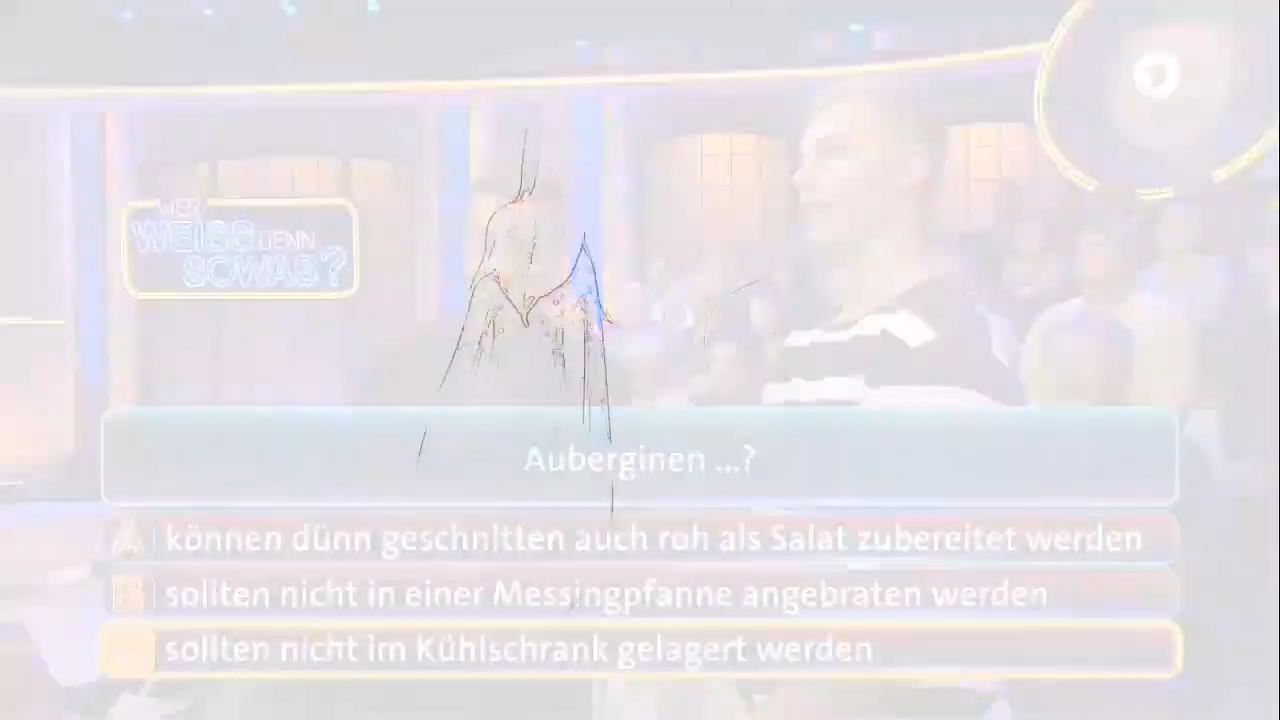 WER
WEISS DENN
SOWAS?
Auberginen ...?
A können dünn geschnitten auch roh als Salat zubereitet werden
B sollten nicht in einer Messingpfanne angebraten werden
sollten nicht im Kühlschrank gelagert werden